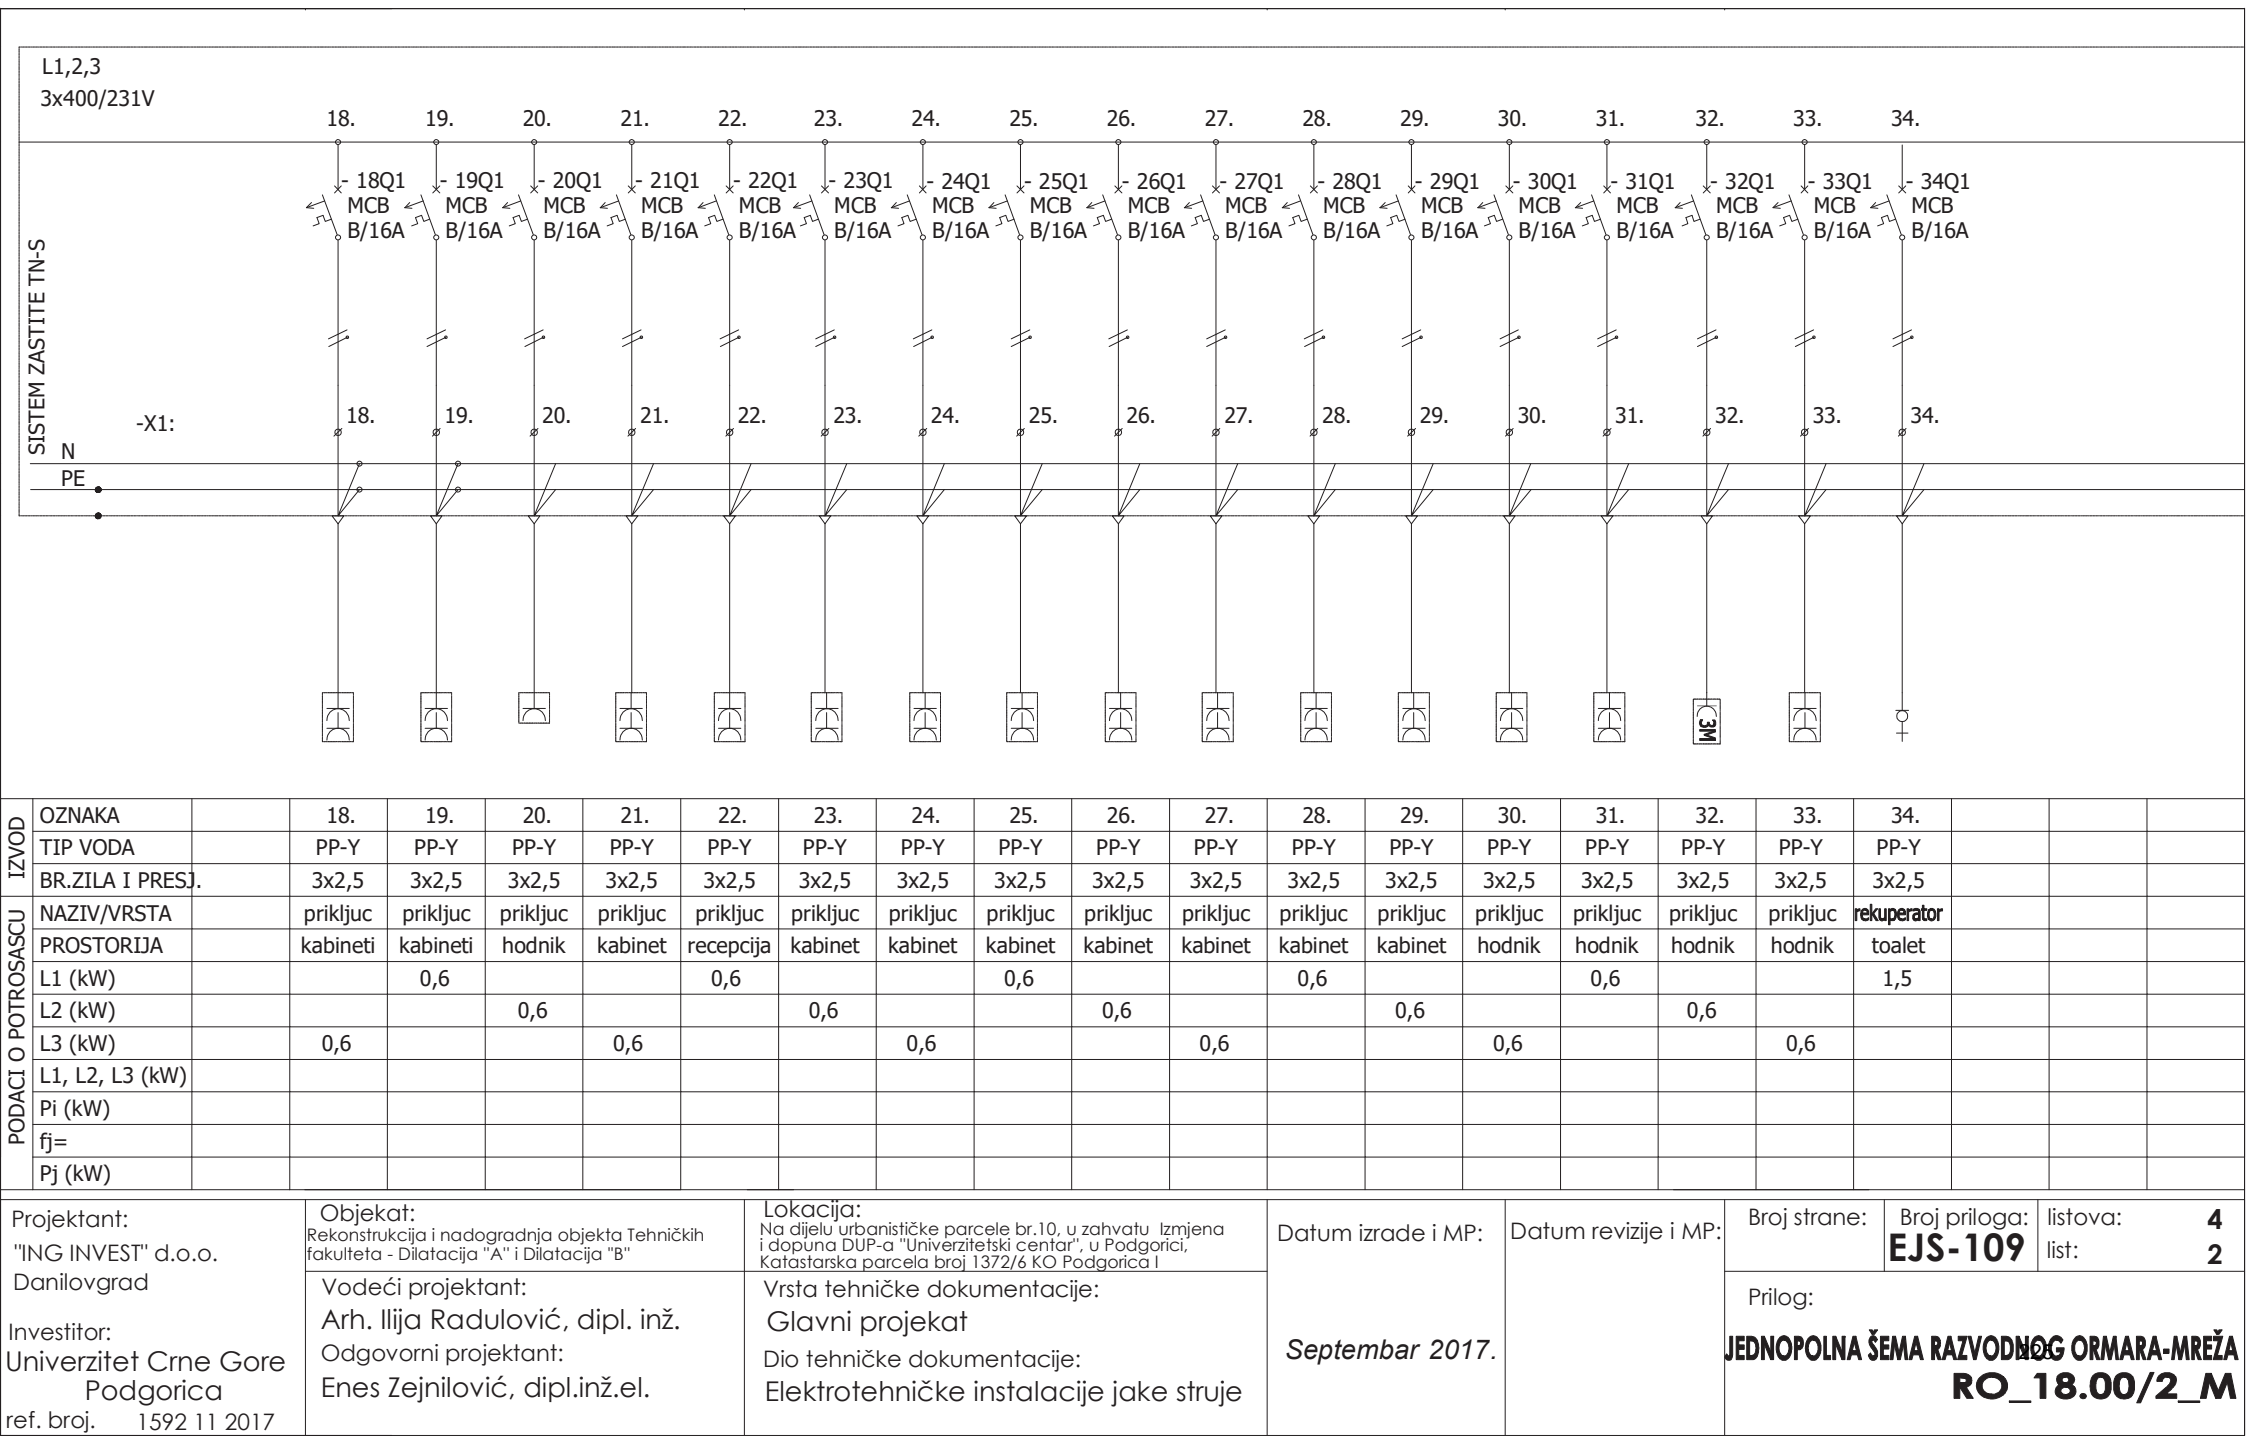 L1,2,3
3x400/231V
18. 19. 20. 21. 22. 23. 24. 25. 26. 27. 28. 29. 30. 31. 32. 33. 34.
- 18Q1 - 19Q1 - 20Q1 - 21Q1 - 22Q1 - 23Q1 - 24Q1 - 25Q1 - 26Q1 - 27Q1 - 28Q1 - 29Q1 - 30Q1 - 31Q1 - 32Q1 - 33Q1 - 34Q1
MCB MCB MCB MCB MCB MCB MCB MCB MCB MCB MCB MCB MCB MCB MCB MCB MCB
B/16A B/16A B/16A B/16A B/16A B/16A B/16A B/16A B/16A B/16A B/16A B/16A B/16A B/16A B/16A B/16A B/16A
SISTEM ZASTITE TN-S
-X1: 18. 19. 20. 21. 22. 23. 24. 25. 26. 27. 28. 29. 30. 31. 32. 33. 34.
N
PE
3M
IZVOD
OZNAKA 18. 19. 20. 21. 22. 23. 24. 25. 26. 27. 28. 29. 30. 31. 32. 33. 34.
TIP VODA PP-Y PP-Y PP-Y PP-Y PP-Y PP-Y PP-Y PP-Y PP-Y PP-Y PP-Y PP-Y PP-Y PP-Y PP-Y PP-Y PP-Y
BR.ZILA I PRESJ. 3x2,5 3x2,5 3x2,5 3x2,5 3x2,5 3x2,5 3x2,5 3x2,5 3x2,5 3x2,5 3x2,5 3x2,5 3x2,5 3x2,5 3x2,5 3x2,5 3x2,5
PODACI O POTROSASCU
NAZIV/VRSTA prikljuc prikljuc prikljuc prikljuc prikljuc prikljuc prikljuc prikljuc prikljuc prikljuc prikljuc prikljuc prikljuc prikljuc prikljuc prikljuc rekuperator
PROSTORIJA kabineti kabineti hodnik kabinet recepcija kabinet kabinet kabinet kabinet kabinet kabinet kabinet hodnik hodnik hodnik hodnik toalet
L1 (kW) 0,6 0,6 0,6 0,6 0,6 1,5
L2 (kW) 0,6 0,6 0,6 0,6 0,6
L3 (kW) 0,6 0,6 0,6 0,6 0,6 0,6
L1, L2, L3 (kW)
Pi (kW)
fj=
Pj (kW)
Projektant:
"ING INVEST" d.o.o.
Danilovgrad
Investitor:
Univerzitet Crne Gore
Podgorica
ref. broj. 1592 11 2017
Objekat:
Rekonstrukcija i nadogradnja objekta Tehničkih
fakulteta - Dilatacija "A" i Dilatacija "B"
Vodeći projektant:
Arh. Ilija Radulović, dipl. inž.
Odgovorni projektant:
Enes Zejnilović, dipl.inž.el.
Lokacija:
Na dijelu urbanističke parcele br.10, u zahvatu Izmjena
i dopuna DUP-a "Univerzitetski centar", u Podgorici,
Katastarska parcela broj 1372/6 KO Podgorica I
Vrsta tehničke dokumentacije:
Glavni projekat
Dio tehničke dokumentacije:
Elektrotehničke instalacije jake struje
Datum izrade i MP:
Septembar 2017.
Datum revizije i MP:
Broj strane:
Broj priloga:
EJS-109
listova: 4
list: 2
Prilog:
JEDNOPOLNA ŠEMA RAZVODNOG ORMARA-MREŽA
225
RO_18.00/2_M